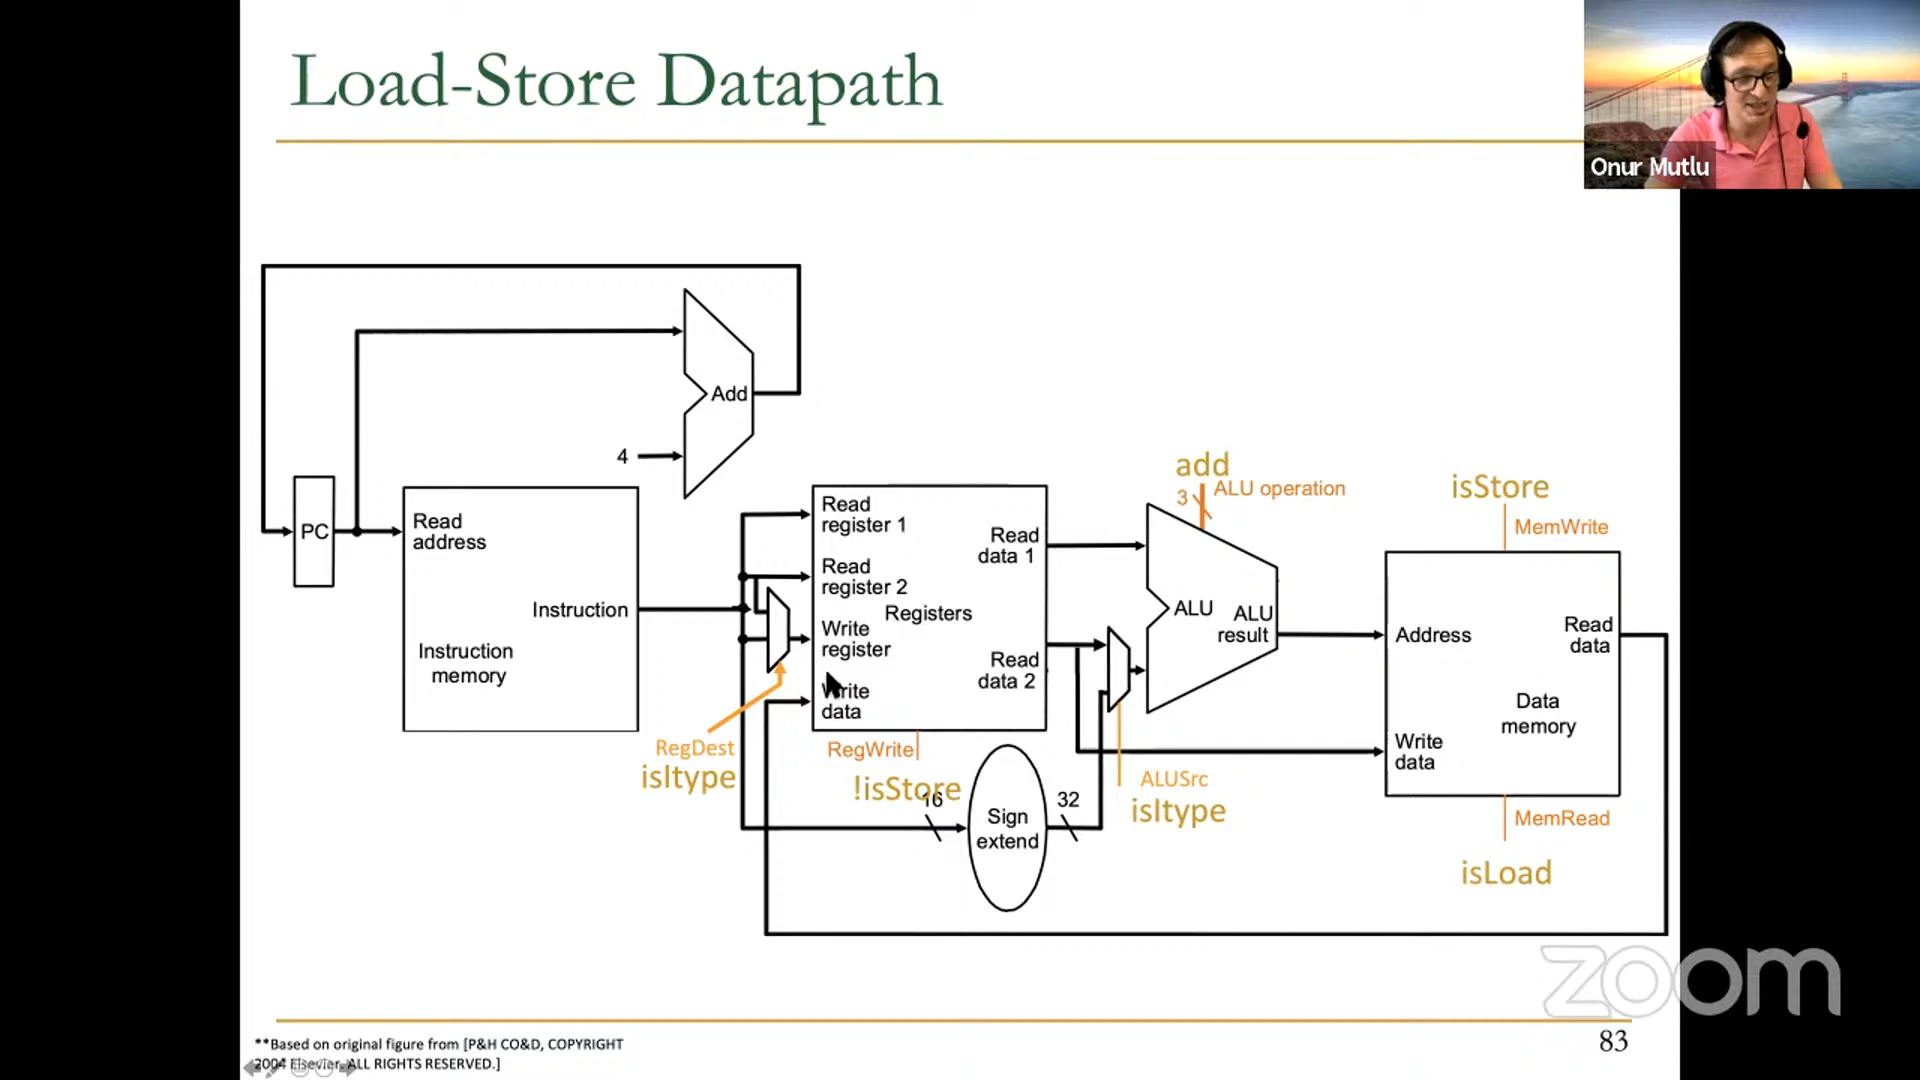 Load-Store Datapath
Onur Mutlu
Add
4
PC
Read
address
Instruction
Instruction
memory
Read
register 1
Read
register 2
Registers
Write
register
Write
data
Read
data 1
Read
data 2
RegDest
isItype
RegWrite
!isStore
16
Sign
extend
32
add
3
ALU operation
ALU
ALU
result
ALUSrc
isItype
isStore
MemWrite
Address
Read
data
Data
memory
Write
data
MemRead
isLoad
zoom
**Based on original figure from [P&H CO&D, COPYRIGHT
2004 Elsevier. ALL RIGHTS RESERVED.]
83